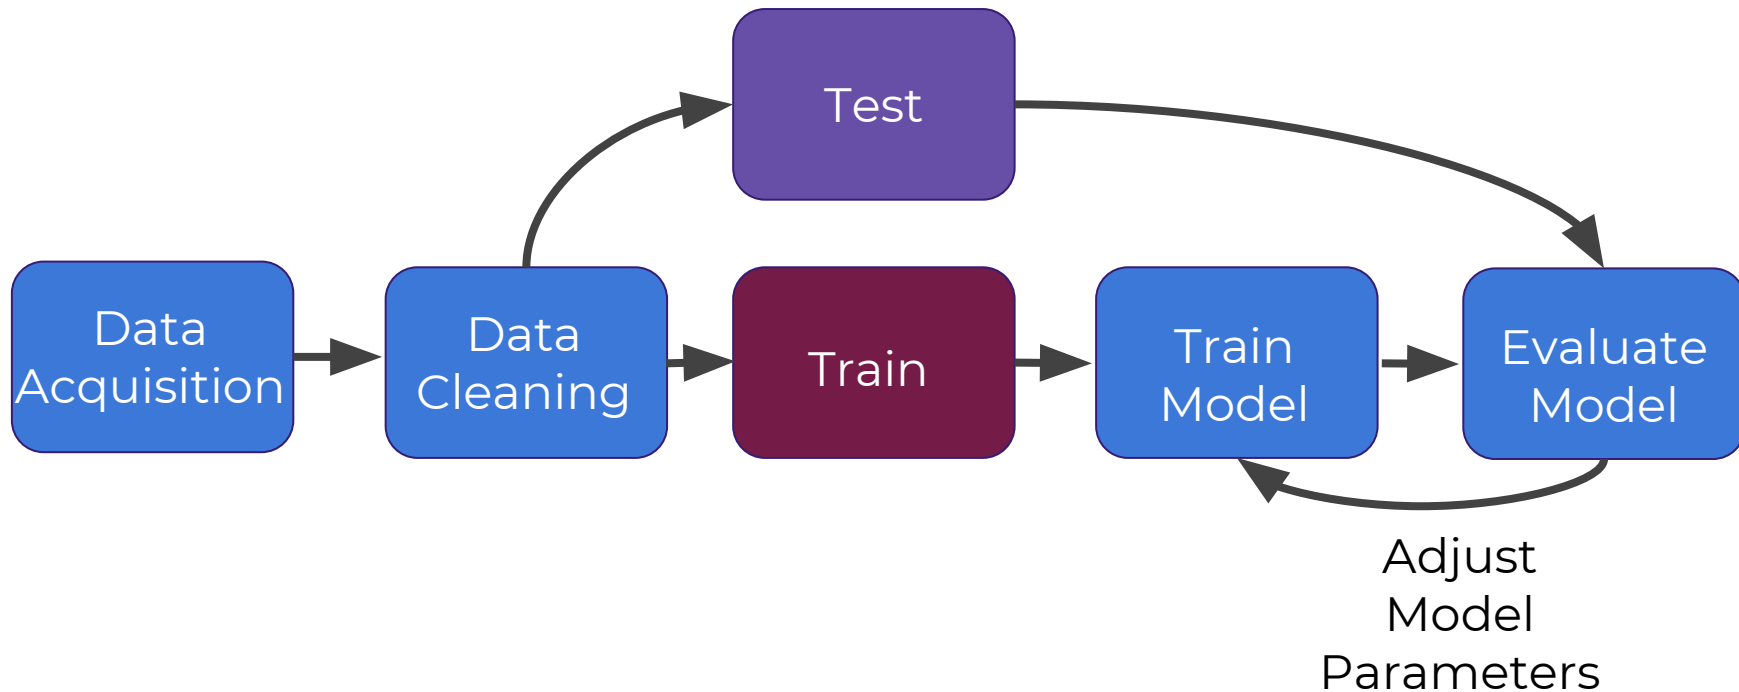 Test
Data
Acquisition
Data
Cleaning
Train
Train
Model
Evaluate
Model
Adjust
Model
Parameters